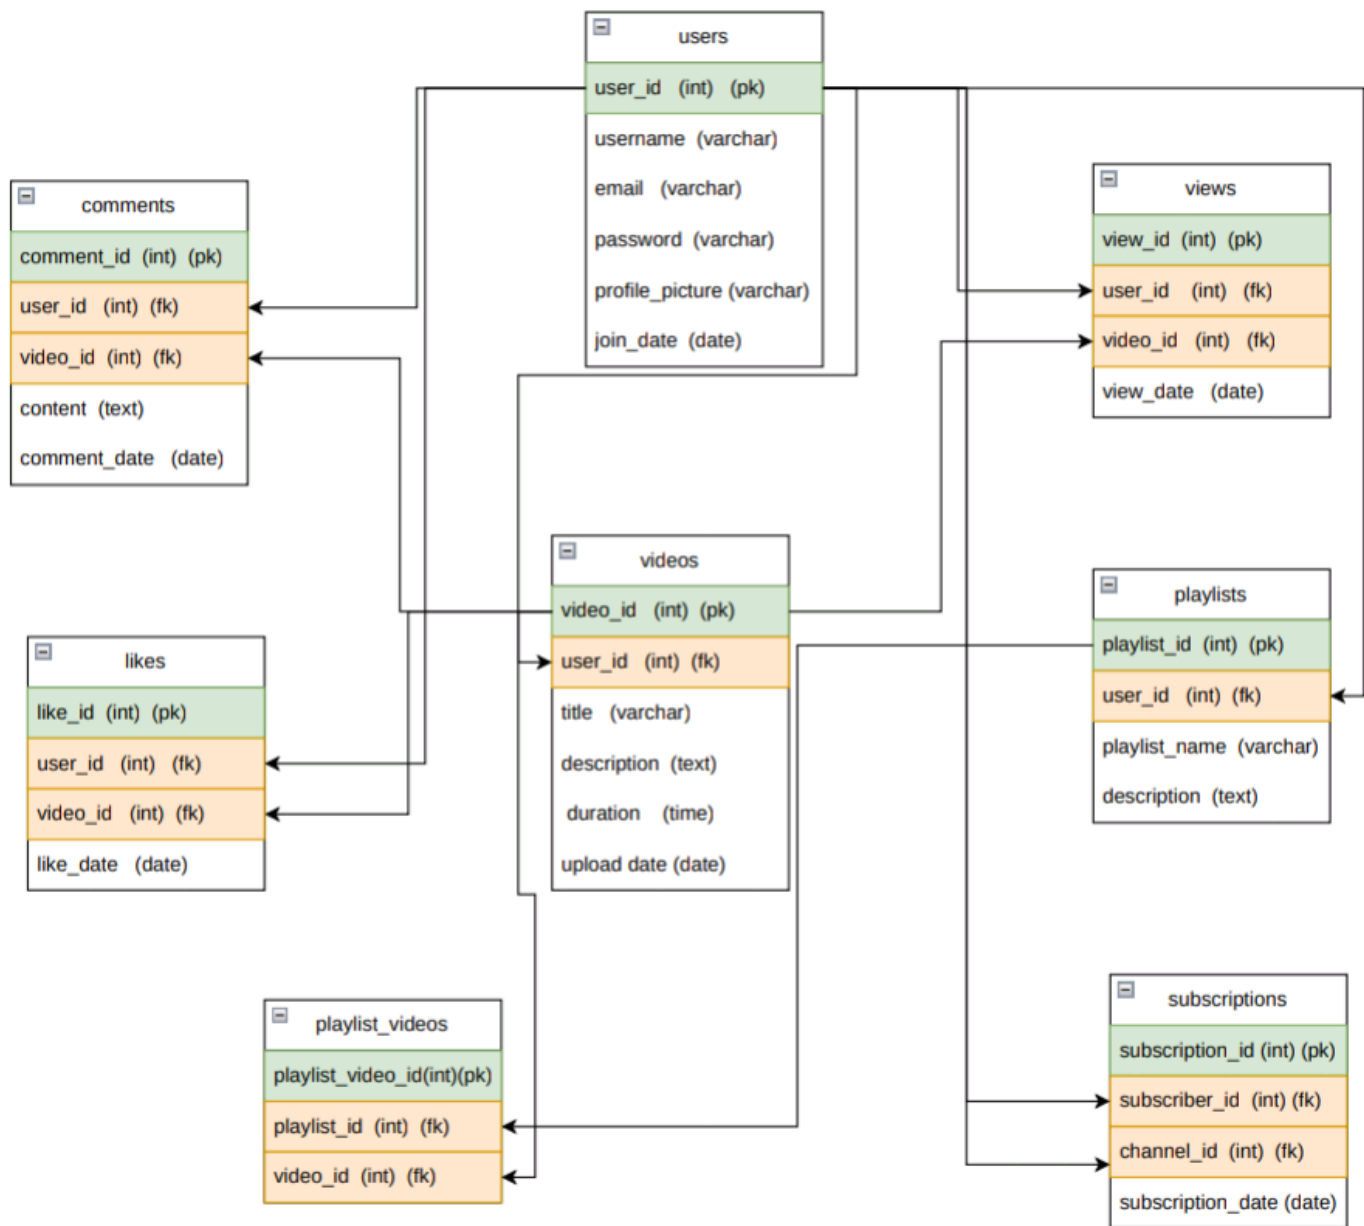 users
user_id (int) (pk)
username (varchar)
email (varchar)
password (varchar)
profile_picture (varchar)
join_date (date)
comments
comment_id (int) (pk)
user_id (int) (fk)
video_id (int) (fk)
content (text)
comment_date (date)
views
view_id (int) (pk)
user_id (int) (fk)
video_id (int) (fk)
view_date (date)
videos
video_id (int) (pk)
user_id (int) (fk)
title (varchar)
description (text)
duration (time)
upload date (date)
playlists
playlist_id (int) (pk)
user_id (int) (fk)
playlist_name (varchar)
description (text)
likes
like_id (int) (pk)
user_id (int) (fk)
video_id (int) (fk)
like_date (date)
playlist_videos
playlist_video_id(int)(pk)
playlist_id (int) (fk)
video_id (int) (fk)
subscriptions
subscription_id (int) (pk)
subscriber_id (int) (fk)
channel_id (int) (fk)
subscription_date (date)